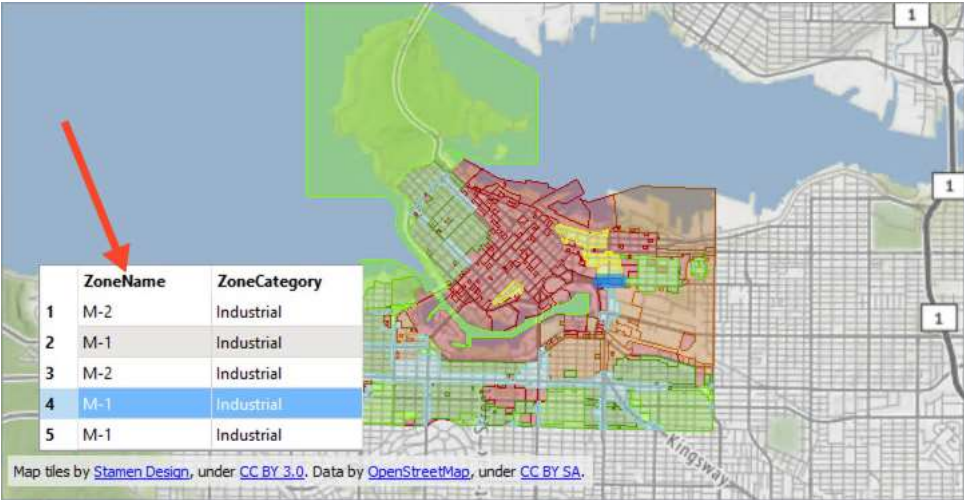 1
1
1
ZoneName ZoneCategory
1 M-2 Industrial
2 M-1 Industrial
3 M-2 Industrial
4 M-1 Industrial
5 M-1 Industrial
Kingsway
Map tiles by Stamen Design, under CC BY 3.0. Data by OpenStreetMap, under CC BY SA.